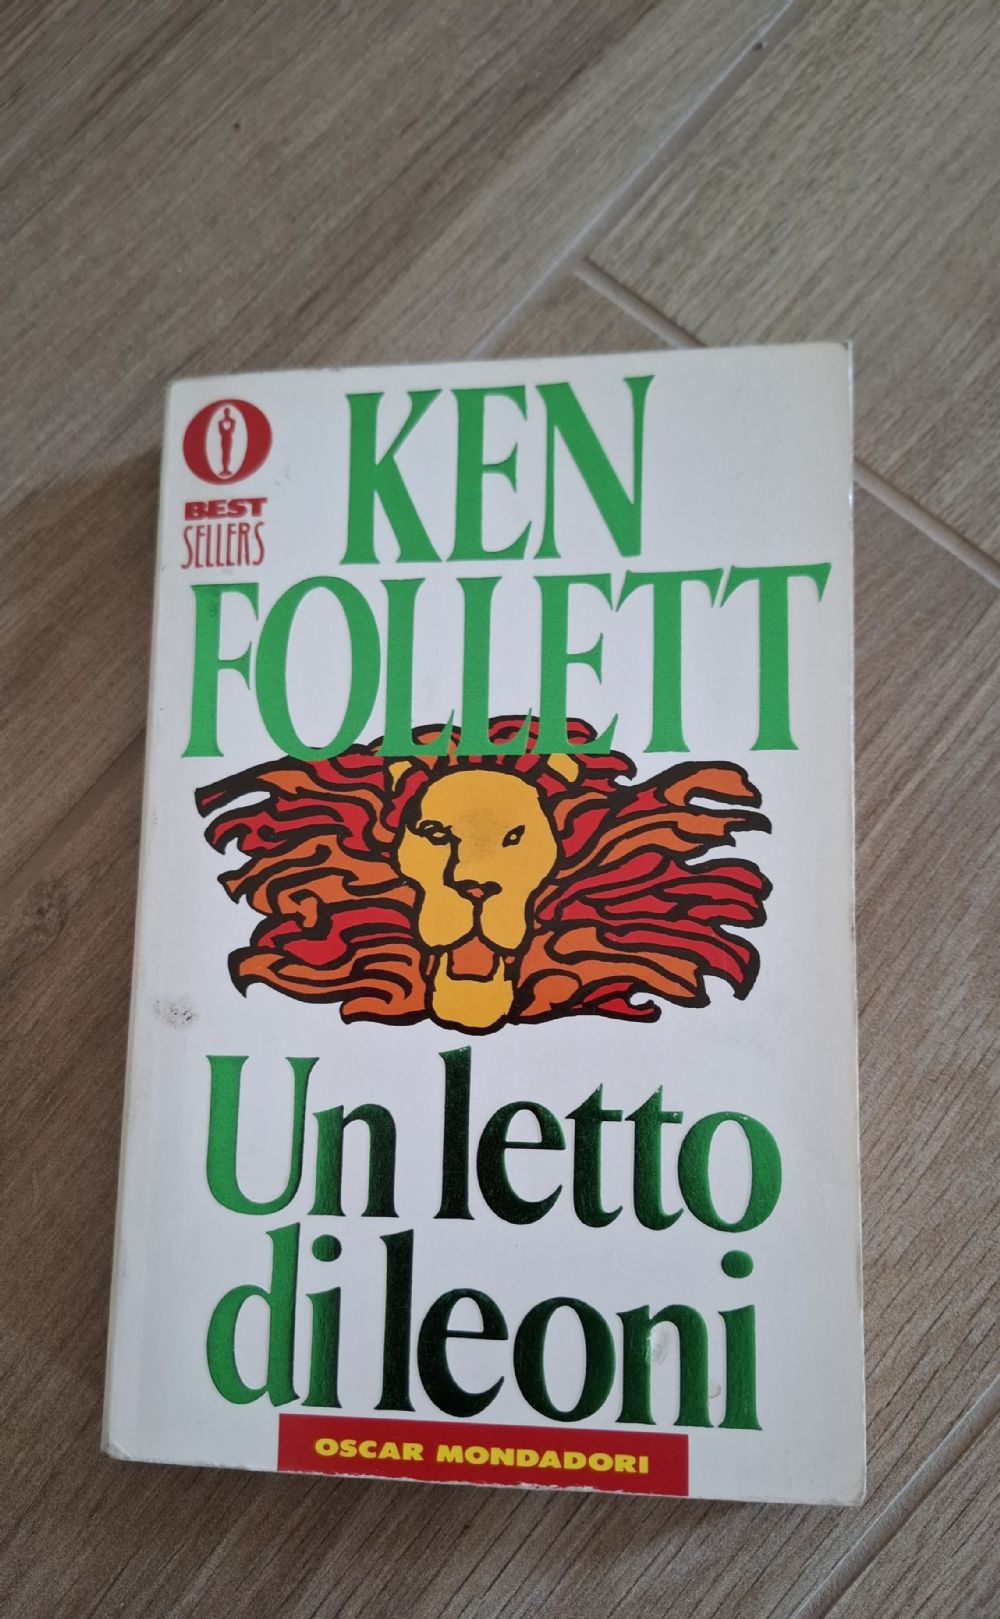 KEN
FOLLETT
BEST
SELLERS
Un letto
di leoni
OSCAR MONDADORI